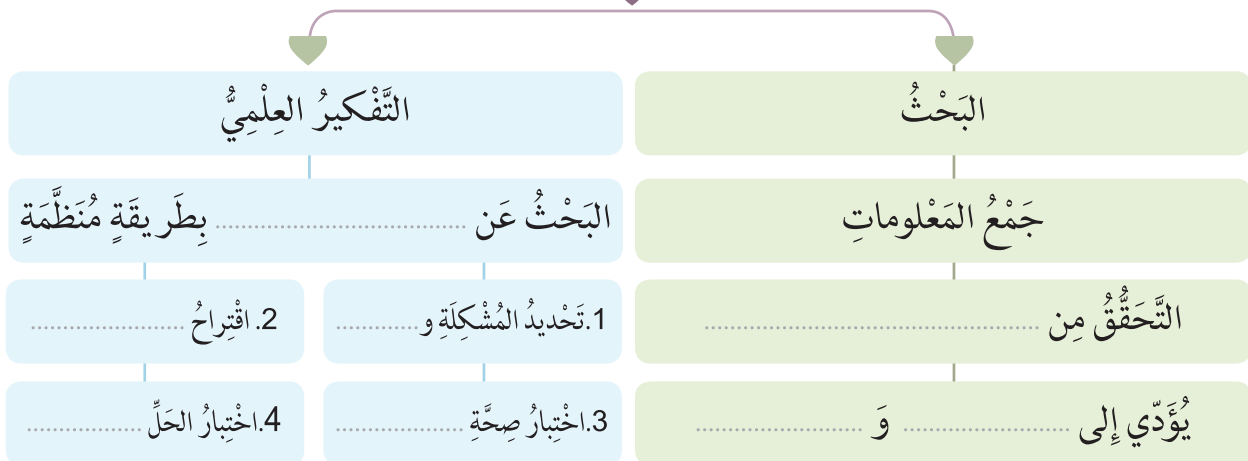 البَحْثُ
التَّفْكيرُ العِلْمِيُّ
جَمْعُ المَعْلوماتِ
البَحْثُ عَن ........................................ بِطَريقَةٍ مُنَظَّمَةٍ
التَّحَقُّقُ مِن ........................................................
1.تَحْديدُ المُشْكِلَةِ و..............
2. اقْتِراحُ ..........................
يُؤَدّي إِلى ............................ وَ ............................
3.اخْتِبارُ صِحَّةِ ......................
4.اخْتِبارُ الحَلِّ ....................